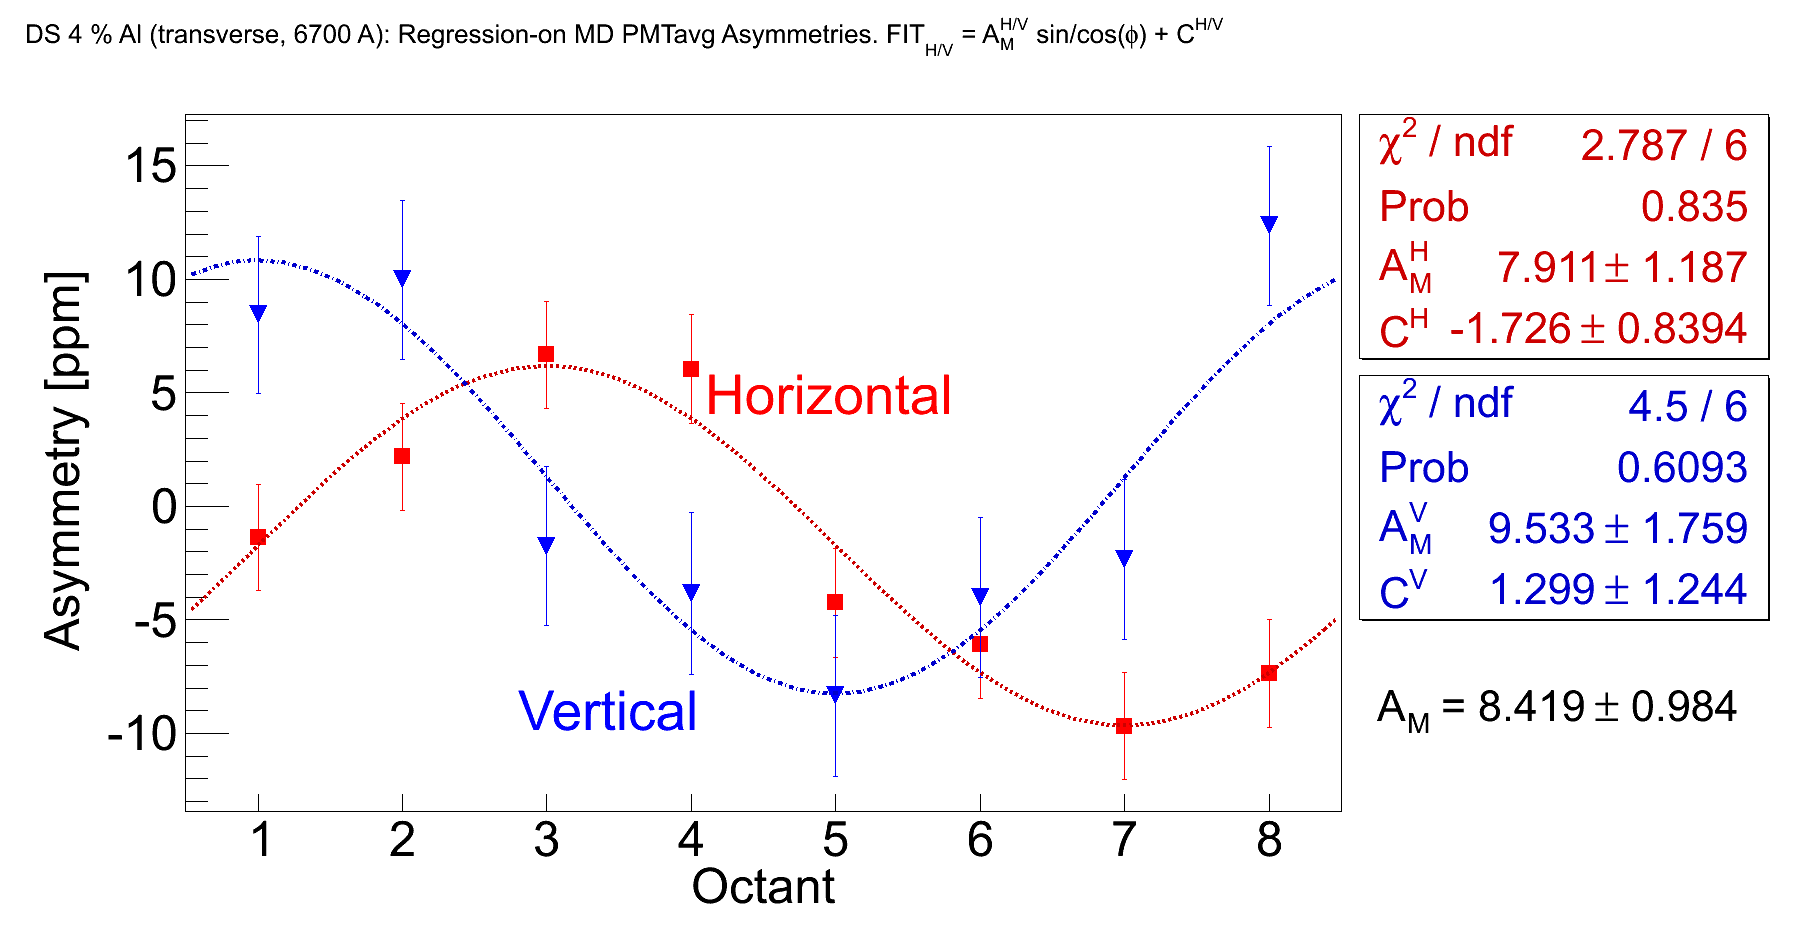 DS 4 % Al (transverse, 6700 A): Regression-on MD PMTavg Asymmetries. FIT_H/V = A_M^H/V sin/cos(ϕ) + C^H/V
15
10
5
0
-5
-10
Asymmetry [ppm]
Horizontal
Vertical
1 2 3 4 5 6 7 8
Octant
χ² / ndf 2.787 / 6
Prob 0.835
A_M^H 7.911 ± 1.187
C^H -1.726 ± 0.8394
χ² / ndf 4.5 / 6
Prob 0.6093
A_M^V 9.533 ± 1.759
C^V 1.299 ± 1.244
A_M = 8.419 ± 0.984